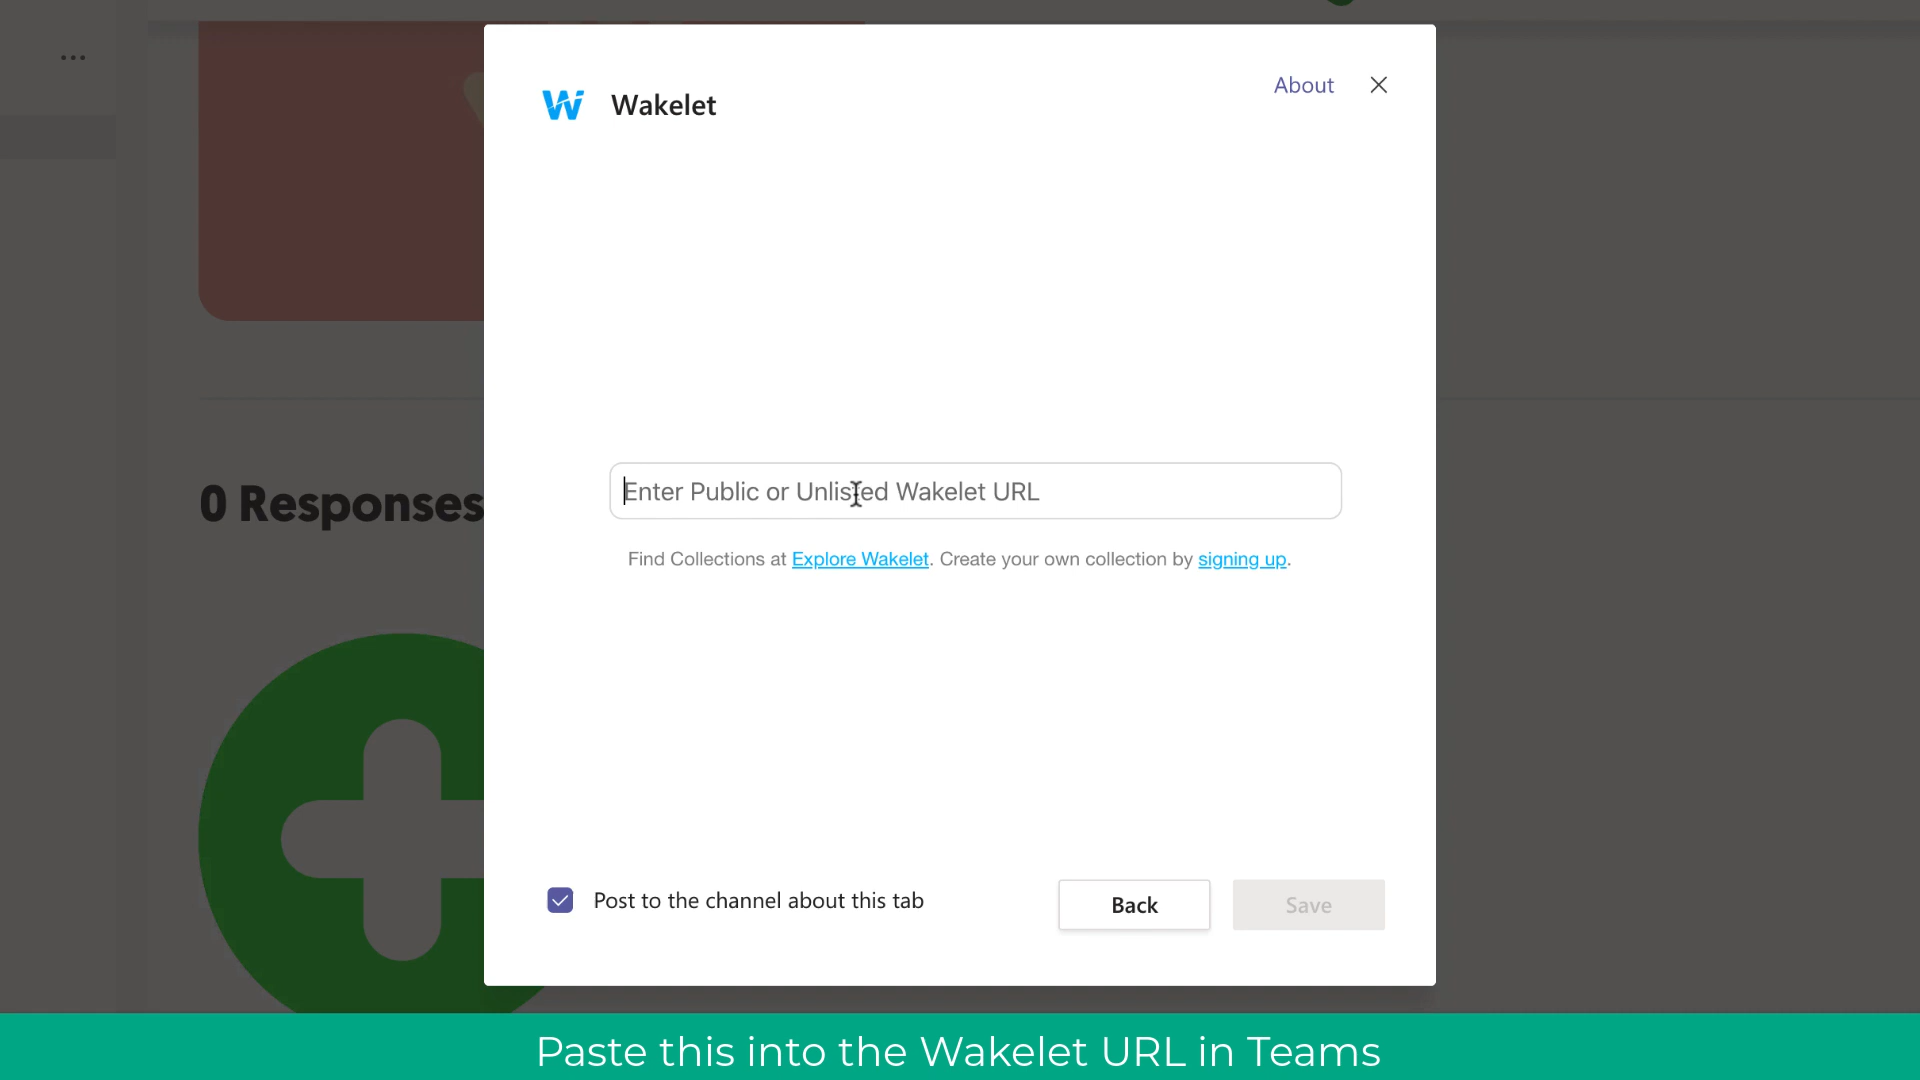 About
Wakelet
Enter Public or Unlisted Wakelet URL
Find Collections at Explore Wakelet. Create your own collection by signing up.
0 Responses
Post to the channel about this tab
Back
Save
Paste this into the Wakelet URL in Teams